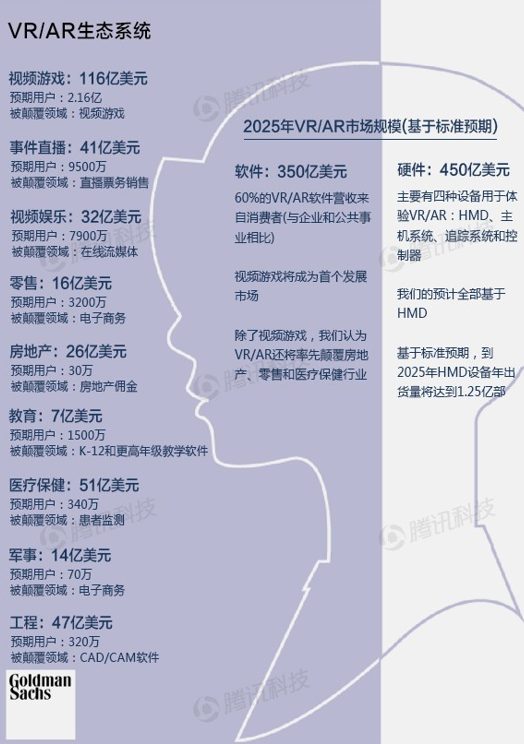 VR/AR生态系统
视频游戏：116亿美元
预期用户：2.16亿
被颠覆领域：视频游戏
事件直播：41亿美元
预期用户：9500万
被颠覆领域：直播票务销售
视频娱乐：32亿美元
预期用户：7900万
被颠覆领域：在线流媒体
零售：16亿美元
预期用户：3200万
被颠覆领域：电子商务
房地产：26亿美元
预期用户：30万
被颠覆领域：房地产佣金
教育：7亿美元
预期用户：1500万
被颠覆领域：K-12和更高年级教学软件
医疗保健：51亿美元
预期用户：340万
被颠覆领域：患者监测
军事：14亿美元
预期用户：70万
被颠覆领域：电子商务
工程：47亿美元
预期用户：320万
被颠覆领域：CAD/CAM软件
Goldman
Sachs
2025年VR/AR市场规模(基于标准预期)
软件：350亿美元
60%的VR/AR软件营收来
自消费者(与企业和公共事
业相比)
视频游戏将成为首个发展
市场
除了视频游戏，我们认为
VR/AR还将率先颠覆房地
产、零售和医疗保健行业
硬件：450亿美元
主要有四种设备用于体
验VR/AR：HMD、主
机系统、追踪系统和控
制器
我们的预计全部基于
HMD
基于标准预期，到
2025年HMD设备年出
货量将达到1.25亿部
腾讯科技
腾讯科技
腾讯科技
腾讯科技
腾讯科技
腾讯科技
腾讯科技